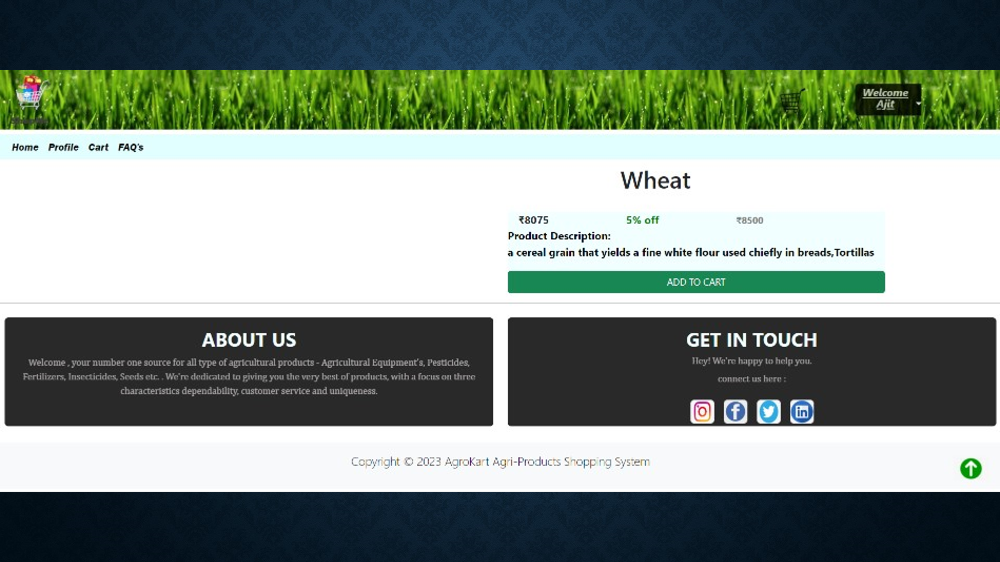 Welcome
Ajit
Home Profile Cart FAQ's
Wheat
₹8075 5% off ₹8500
Product Description:
a cereal grain that yields a fine white flour used chiefly in breads,Tortillas
ADD TO CART
ABOUT US
Welcome , your number one source for all type of agricultural products - Agricultural Equipment's, Pesticides,
Fertilizers, Insecticides, Seeds etc. . We're dedicated to giving you the very best of products, with a focus on three
characteristics dependability, customer service and uniqueness.
GET IN TOUCH
Hey! We're happy to help you.
connect us here :
Copyright © 2023 AgroKart Agri-Products Shopping System